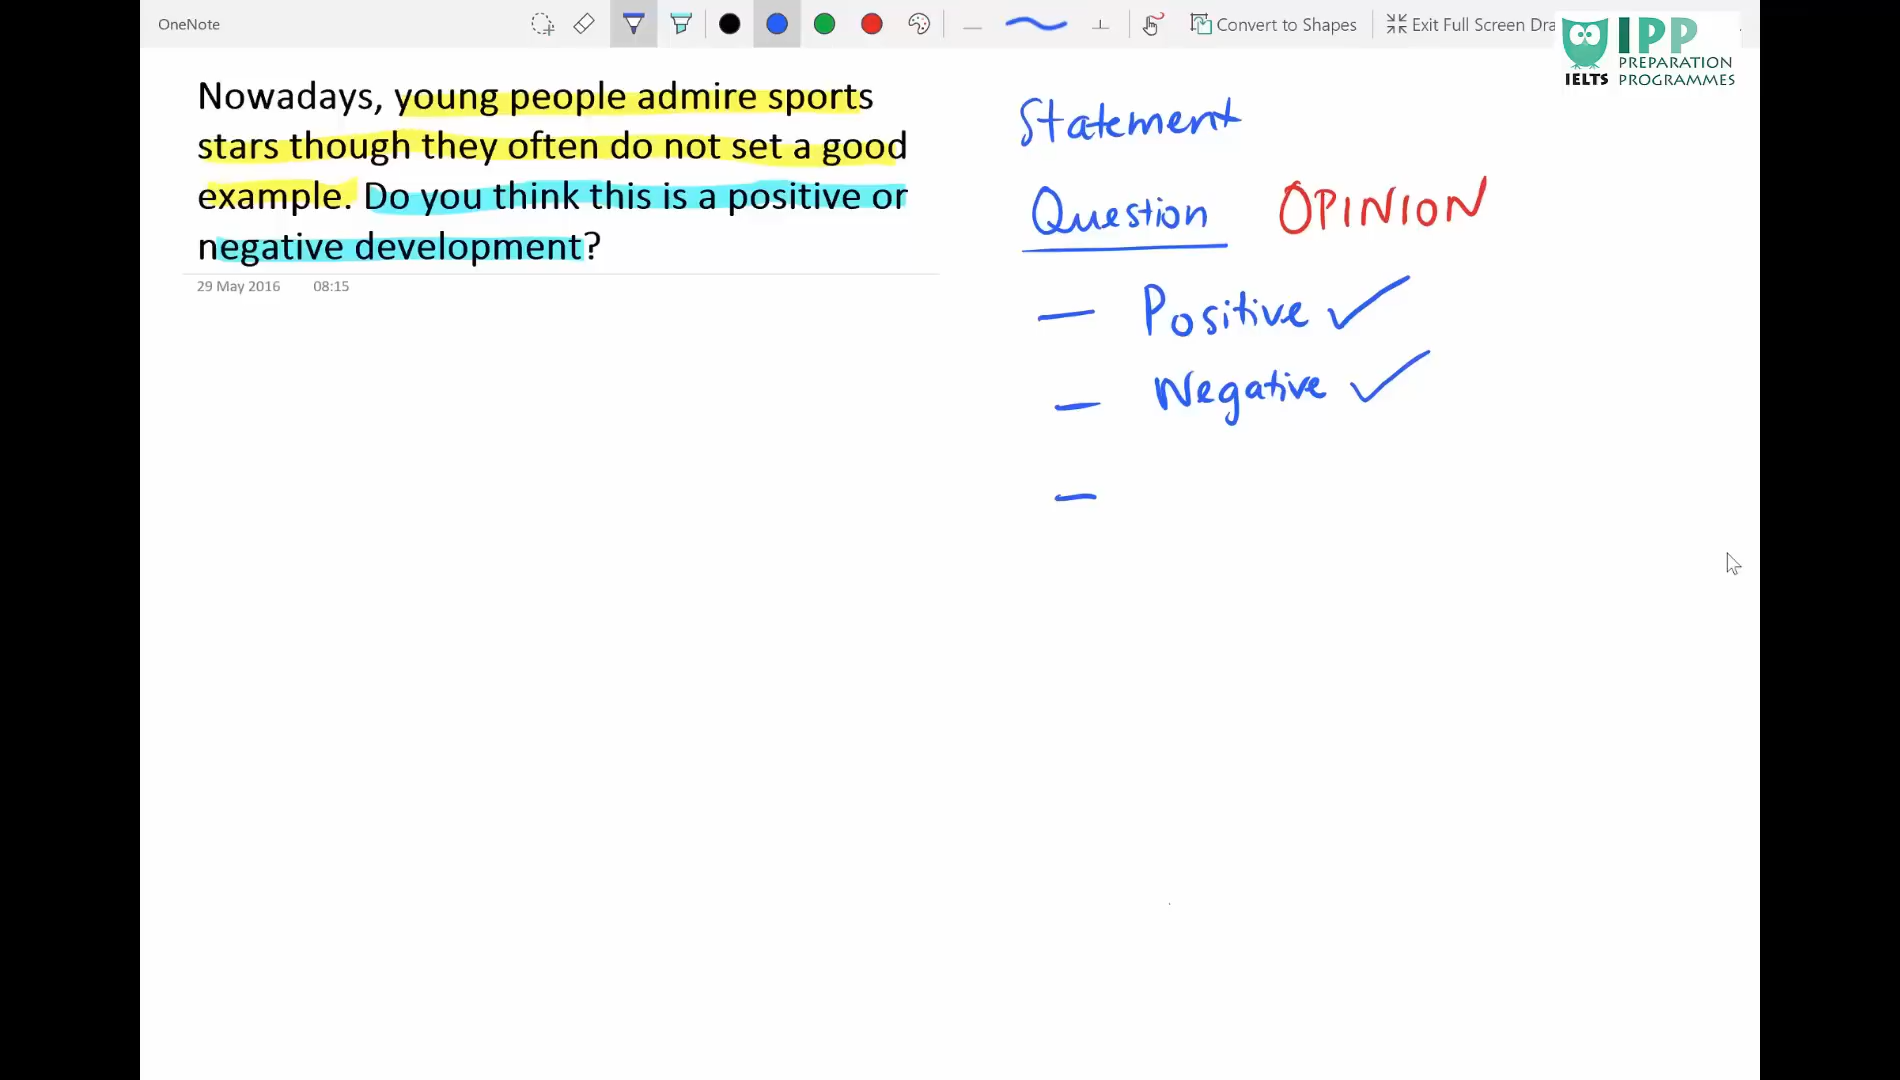 OneNote
Convert to Shapes
Exit Full Screen Dra
IPP
PREPARATION
IELTS PROGRAMMES
Nowadays, young people admire sports
stars though they often do not set a good
example. Do you think this is a positive or
negative development?
29 May 2016 08:15
Statement
Question OPINION
— Positive ✓
— Negative ✓
—